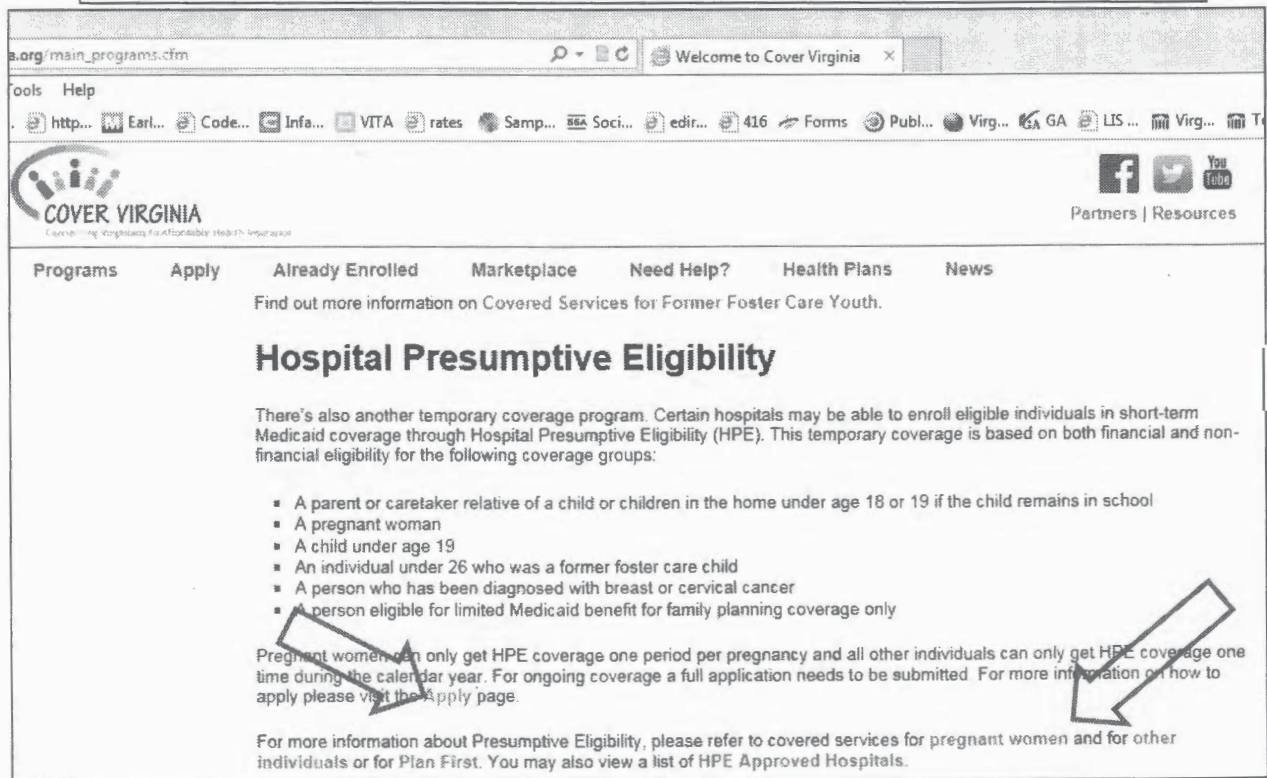 a.org/main_programs.cfm
Welcome to Cover Virginia ×
Tools Help
http... Earl... Code... Infa... VITA rates Samp... SSA Soci... edir... 416 Forms Publ... Virg... GA GA LIS ... Virg...
You
Tube
COVER VIRGINIA
Partners | Resources
Programs Apply Already Enrolled Marketplace Need Help? Health Plans News
Find out more information on Covered Services for Former Foster Care Youth.
Hospital Presumptive Eligibility
There's also another temporary coverage program. Certain hospitals may be able to enroll eligible individuals in short-term
Medicaid coverage through Hospital Presumptive Eligibility (HPE). This temporary coverage is based on both financial and non-
financial eligibility for the following coverage groups:
▪ A parent or caretaker relative of a child or children in the home under age 18 or 19 if the child remains in school
▪ A pregnant woman
▪ A child under age 19
▪ An individual under 26 who was a former foster care child
▪ A person who has been diagnosed with breast or cervical cancer
▪ A person eligible for limited Medicaid benefit for family planning coverage only
Pregnant women can only get HPE coverage one period per pregnancy and all other individuals can only get HPE coverage one
time during the calendar year. For ongoing coverage a full application needs to be submitted. For more information on how to
apply please visit the Apply page.
For more information about Presumptive Eligibility, please refer to covered services for pregnant women and for other
individuals or for Plan First. You may also view a list of HPE Approved Hospitals.